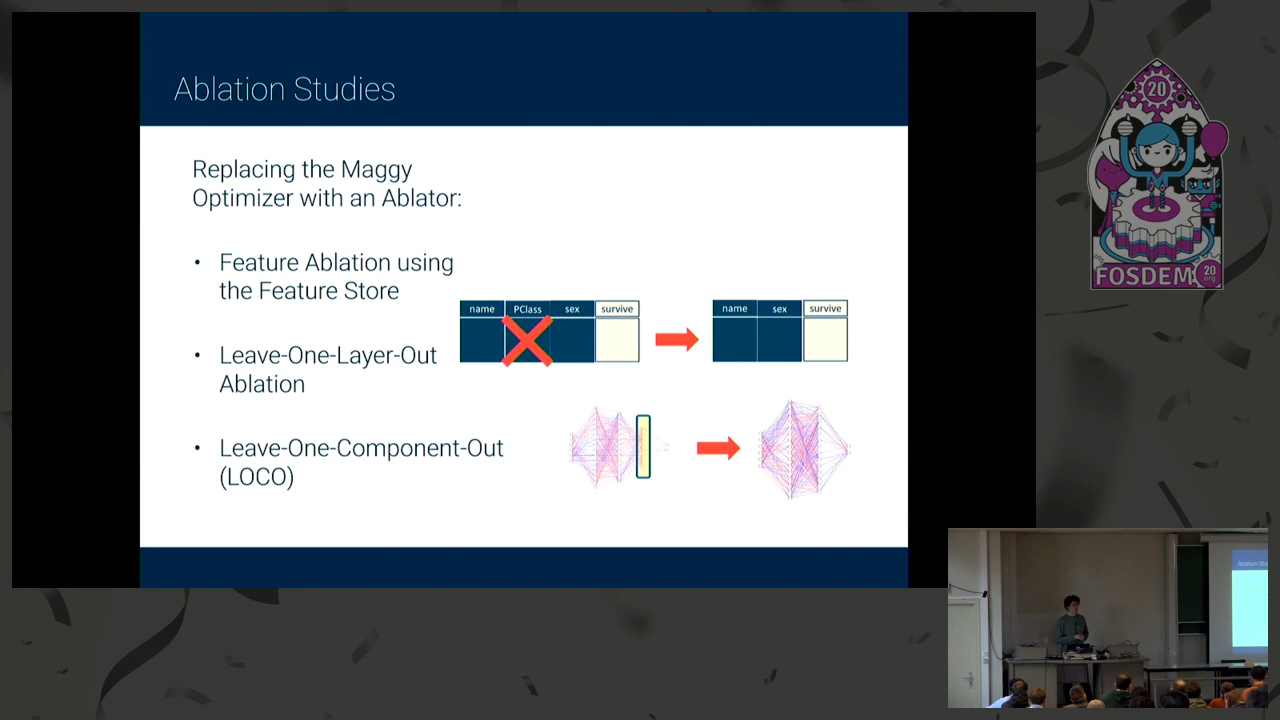 Ablation Studies
Replacing the Maggy
Optimizer with an Ablator:
• Feature Ablation using
the Feature Store
• Leave-One-Layer-Out
Ablation
• Leave-One-Component-Out
(LOCO)
name PClass sex survive
name sex survive
20
FOSDEM 20
.org